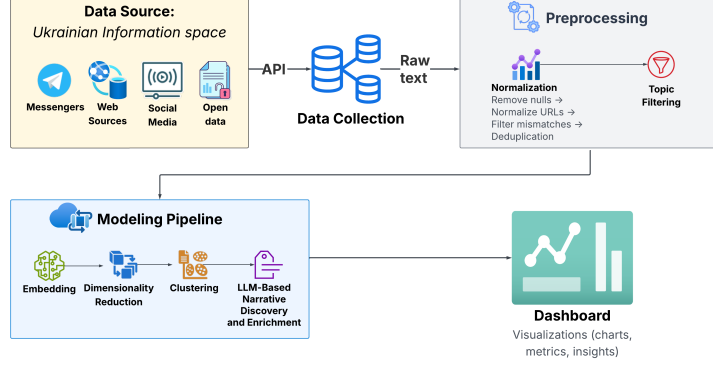 Data Source:
Ukrainian Information space
Messengers
Web
Sources
Social
Media
Open
data
API
Data Collection
Raw
text
Preprocessing
Normalization
Remove nulls →
Normalize URLs →
Filter mismatches →
Deduplication
Topic
Filtering
Modeling Pipeline
Embedding
Dimensionality
Reduction
Clustering
LLM-Based
Narrative
Discovery
and Enrichment
Dashboard
Visualizations (charts,
metrics, insights)